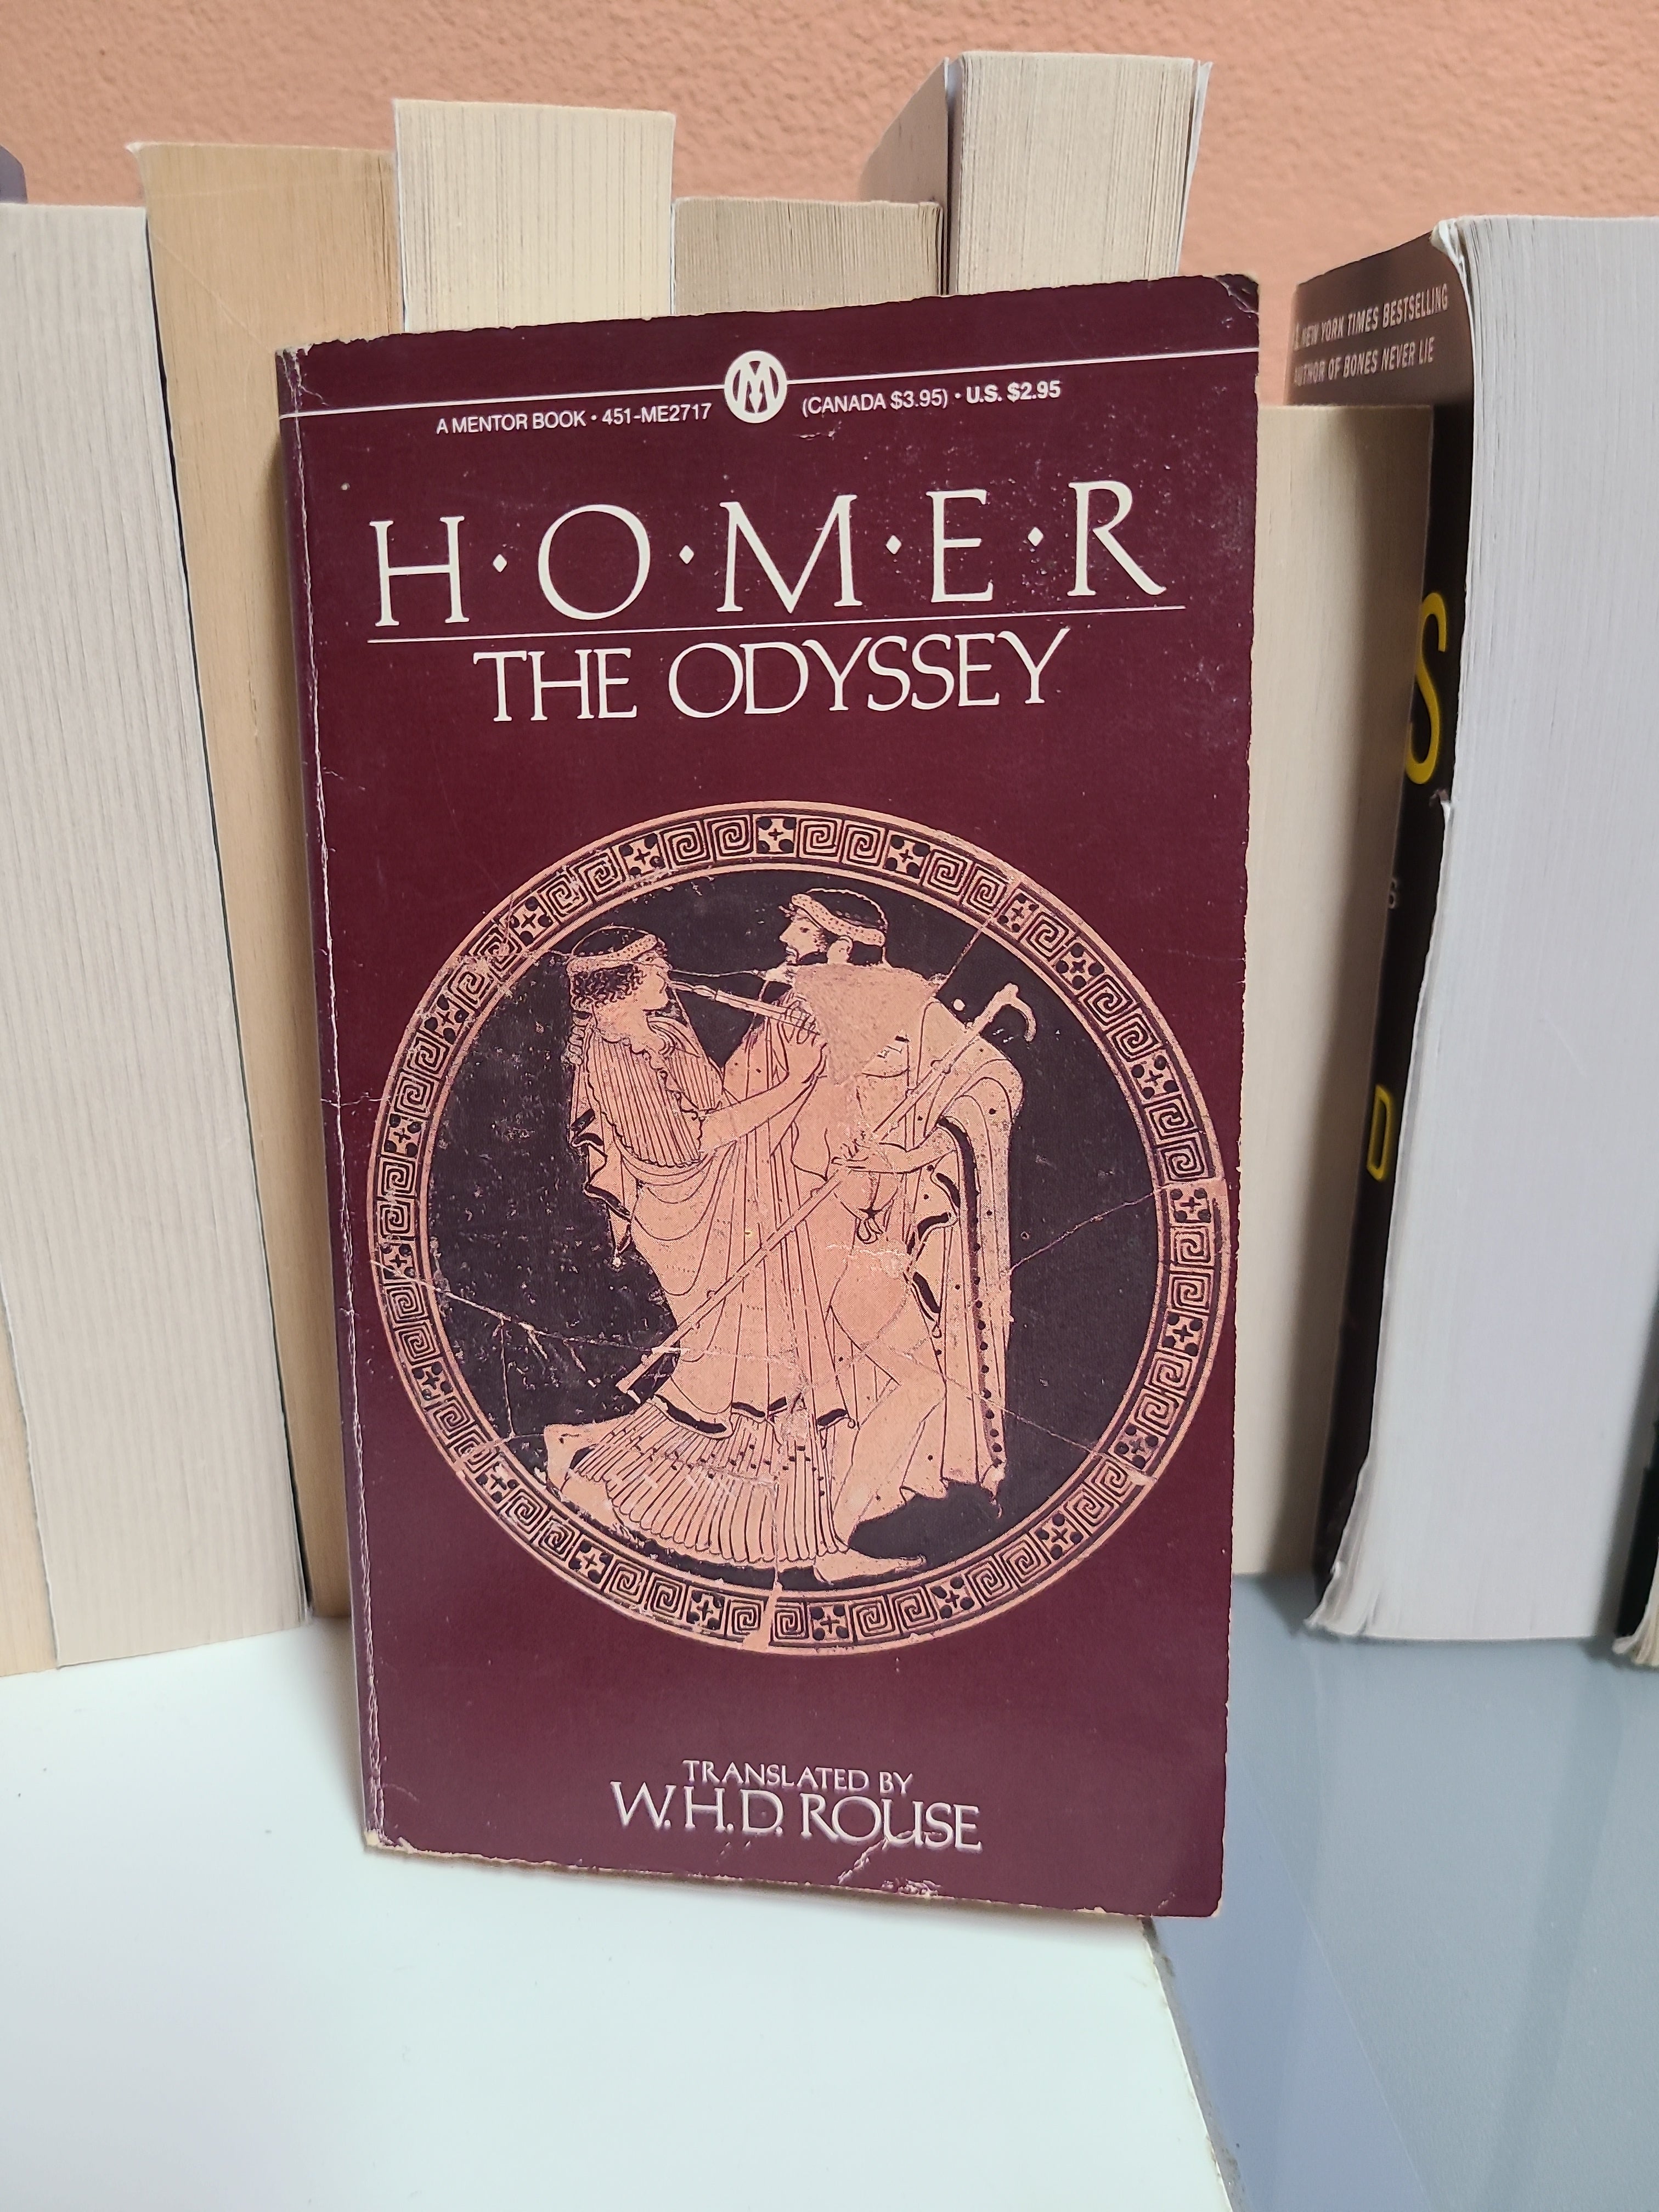 A MENTOR BOOK • 451-ME2717 (CANADA $3.95) • U.S. $2.95
H•O•M•E•R
THE ODYSSEY
TRANSLATED BY
W.H.D. ROUSE
NEW YORK TIMES BESTSELLING
AUTHOR OF BONES NEVER LIE
S
D